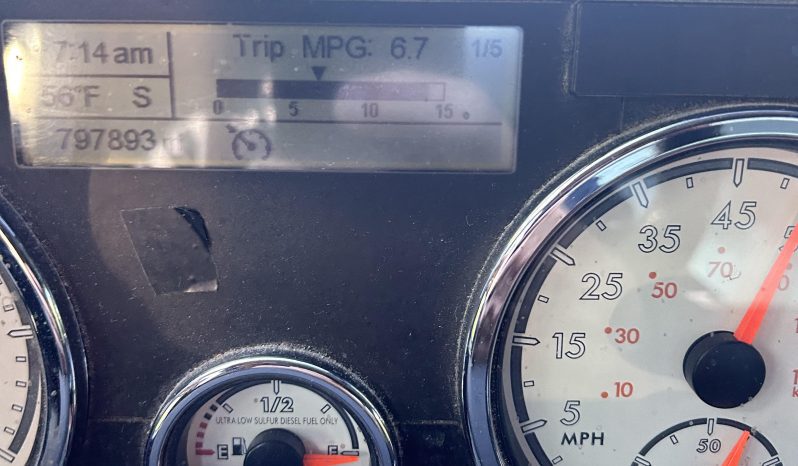 7:14am
Trip MPG: 6.7
1/5
56°F S
0 5 10 15
797893
45
35
70
25
50
15
30
10
5
MPH
50
1/2
ULTRA LOW SULFUR DIESEL FUEL ONLY
E F